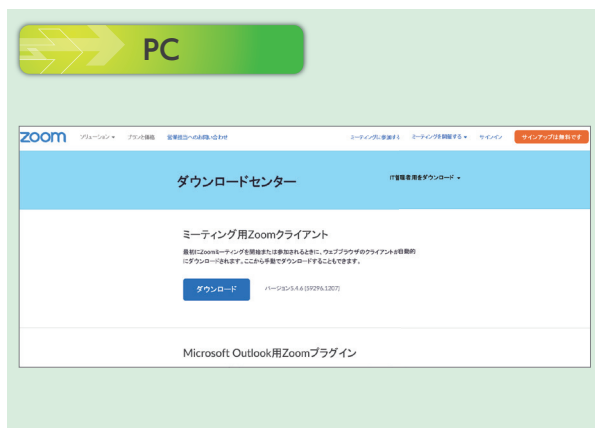 PC
zoom ソリューション プランと価格 営業担当へのお問い合わせ ミーティングに参加する ミーティングを開催する サインイン サインアップは無料です
ダウンロードセンター IT管理者用をダウンロード
ミーティング用Zoomクライアント
最初にZoomミーティングを開始または参加されるときに、ウェブブラウザのクライアントが自動的
にダウンロードされます。ここから手動でダウンロードすることもできます。
ダウンロード バージョン5.4.6 (59296.1207)
Microsoft Outlook用Zoomプラグイン